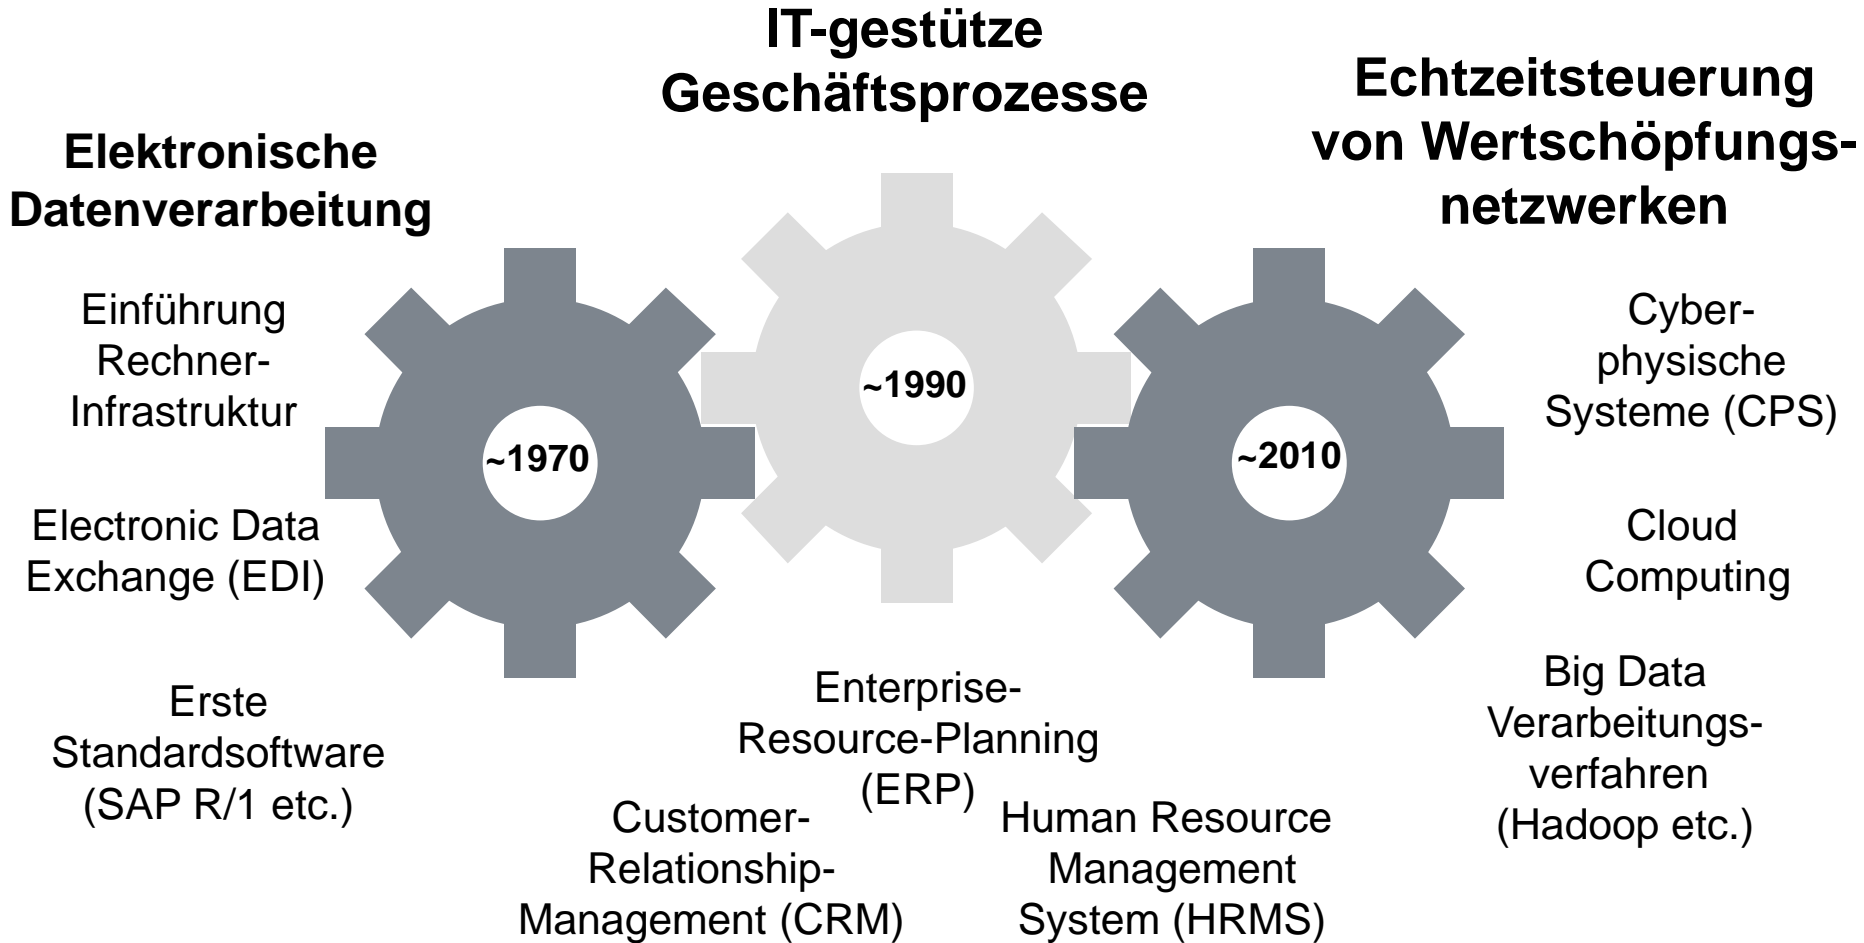 Elektronische
Datenverarbeitung
Einführung
Rechner-
Infrastruktur
Electronic Data
Exchange (EDI)
Erste
Standardsoftware
(SAP R/1 etc.)
~1970
IT-gestütze
Geschäftsprozesse
~1990
Enterprise-
Resource-Planning
(ERP)
Customer-
Relationship-
Management (CRM)
Human Resource
Management
System (HRMS)
Echtzeitsteuerung
von Wertschöpfungs-
netzwerken
~2010
Cyber-
physische
Systeme (CPS)
Cloud
Computing
Big Data
Verarbeitungs-
verfahren
(Hadoop etc.)